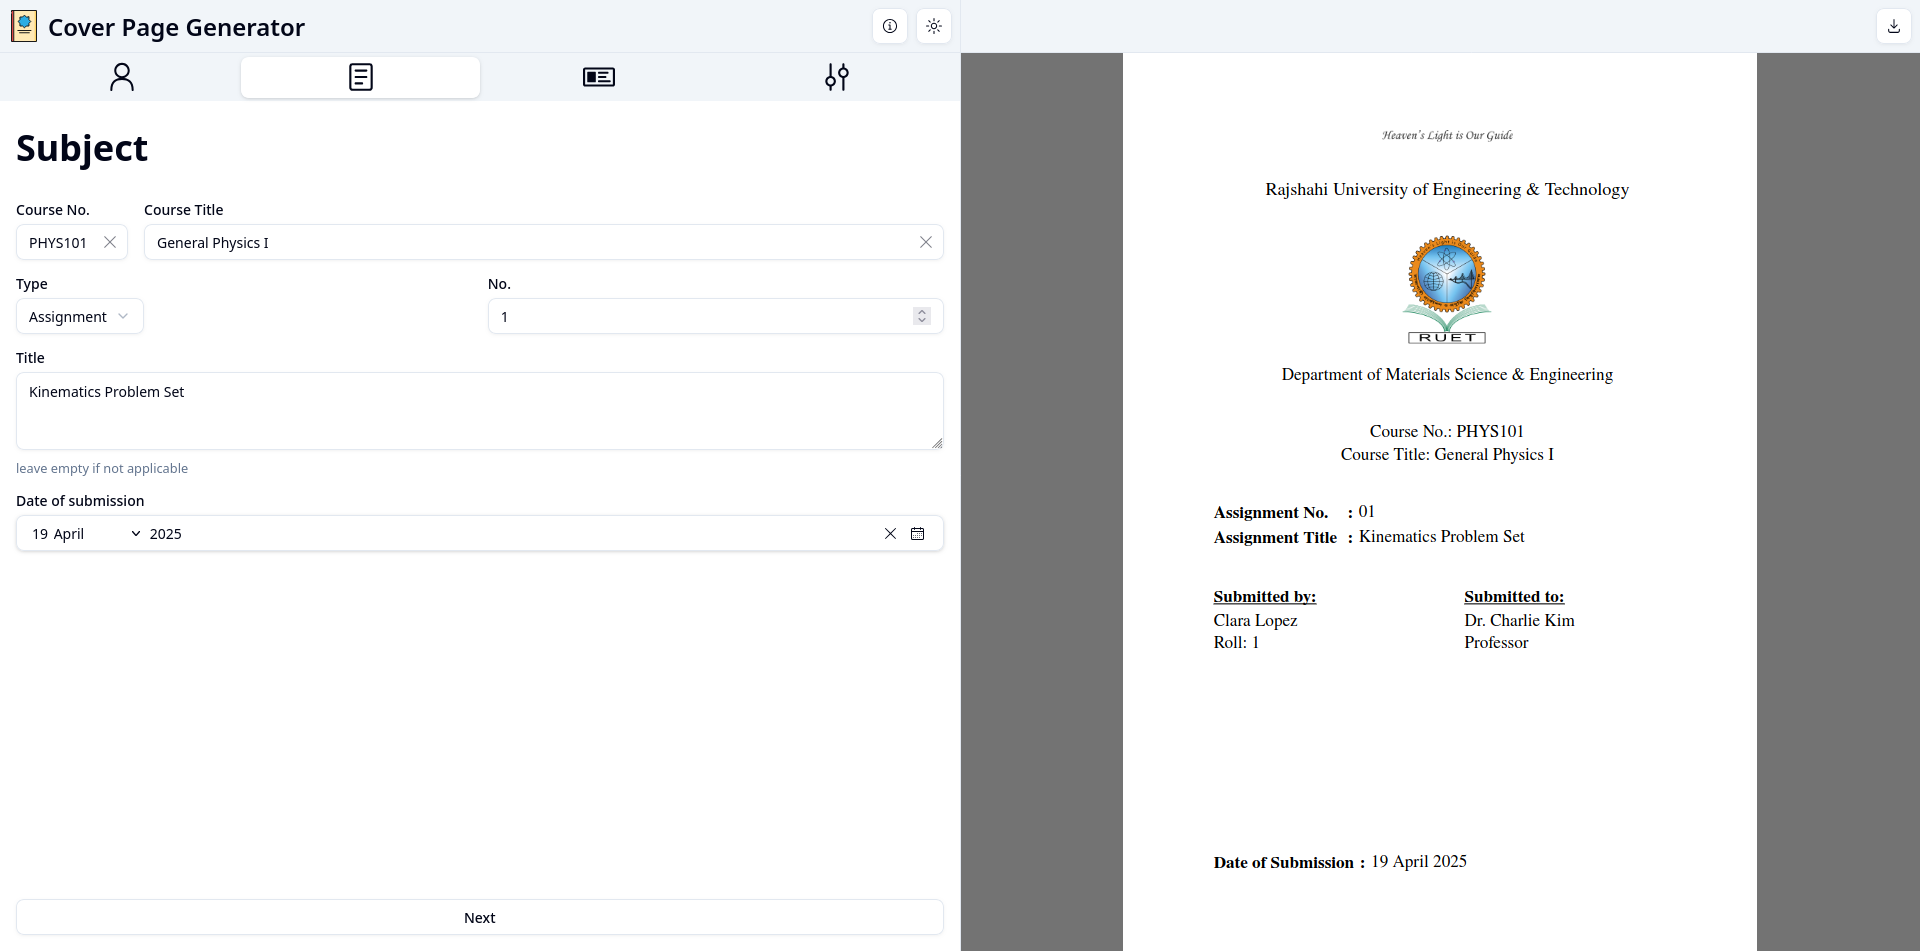 Cover Page Generator
Subject
Course No.
Course Title
PHYS101
General Physics I
Type
No.
Assignment
1
Title
Kinematics Problem Set
leave empty if not applicable
Date of submission
19 April 2025
Next
Heaven's Light is Our Guide
Rajshahi University of Engineering & Technology
RUET
Department of Materials Science & Engineering
Course No.: PHYS101
Course Title: General Physics I
Assignment No. : 01
Assignment Title : Kinematics Problem Set
Submitted by:
Clara Lopez
Roll: 1
Submitted to:
Dr. Charlie Kim
Professor
Date of Submission : 19 April 2025